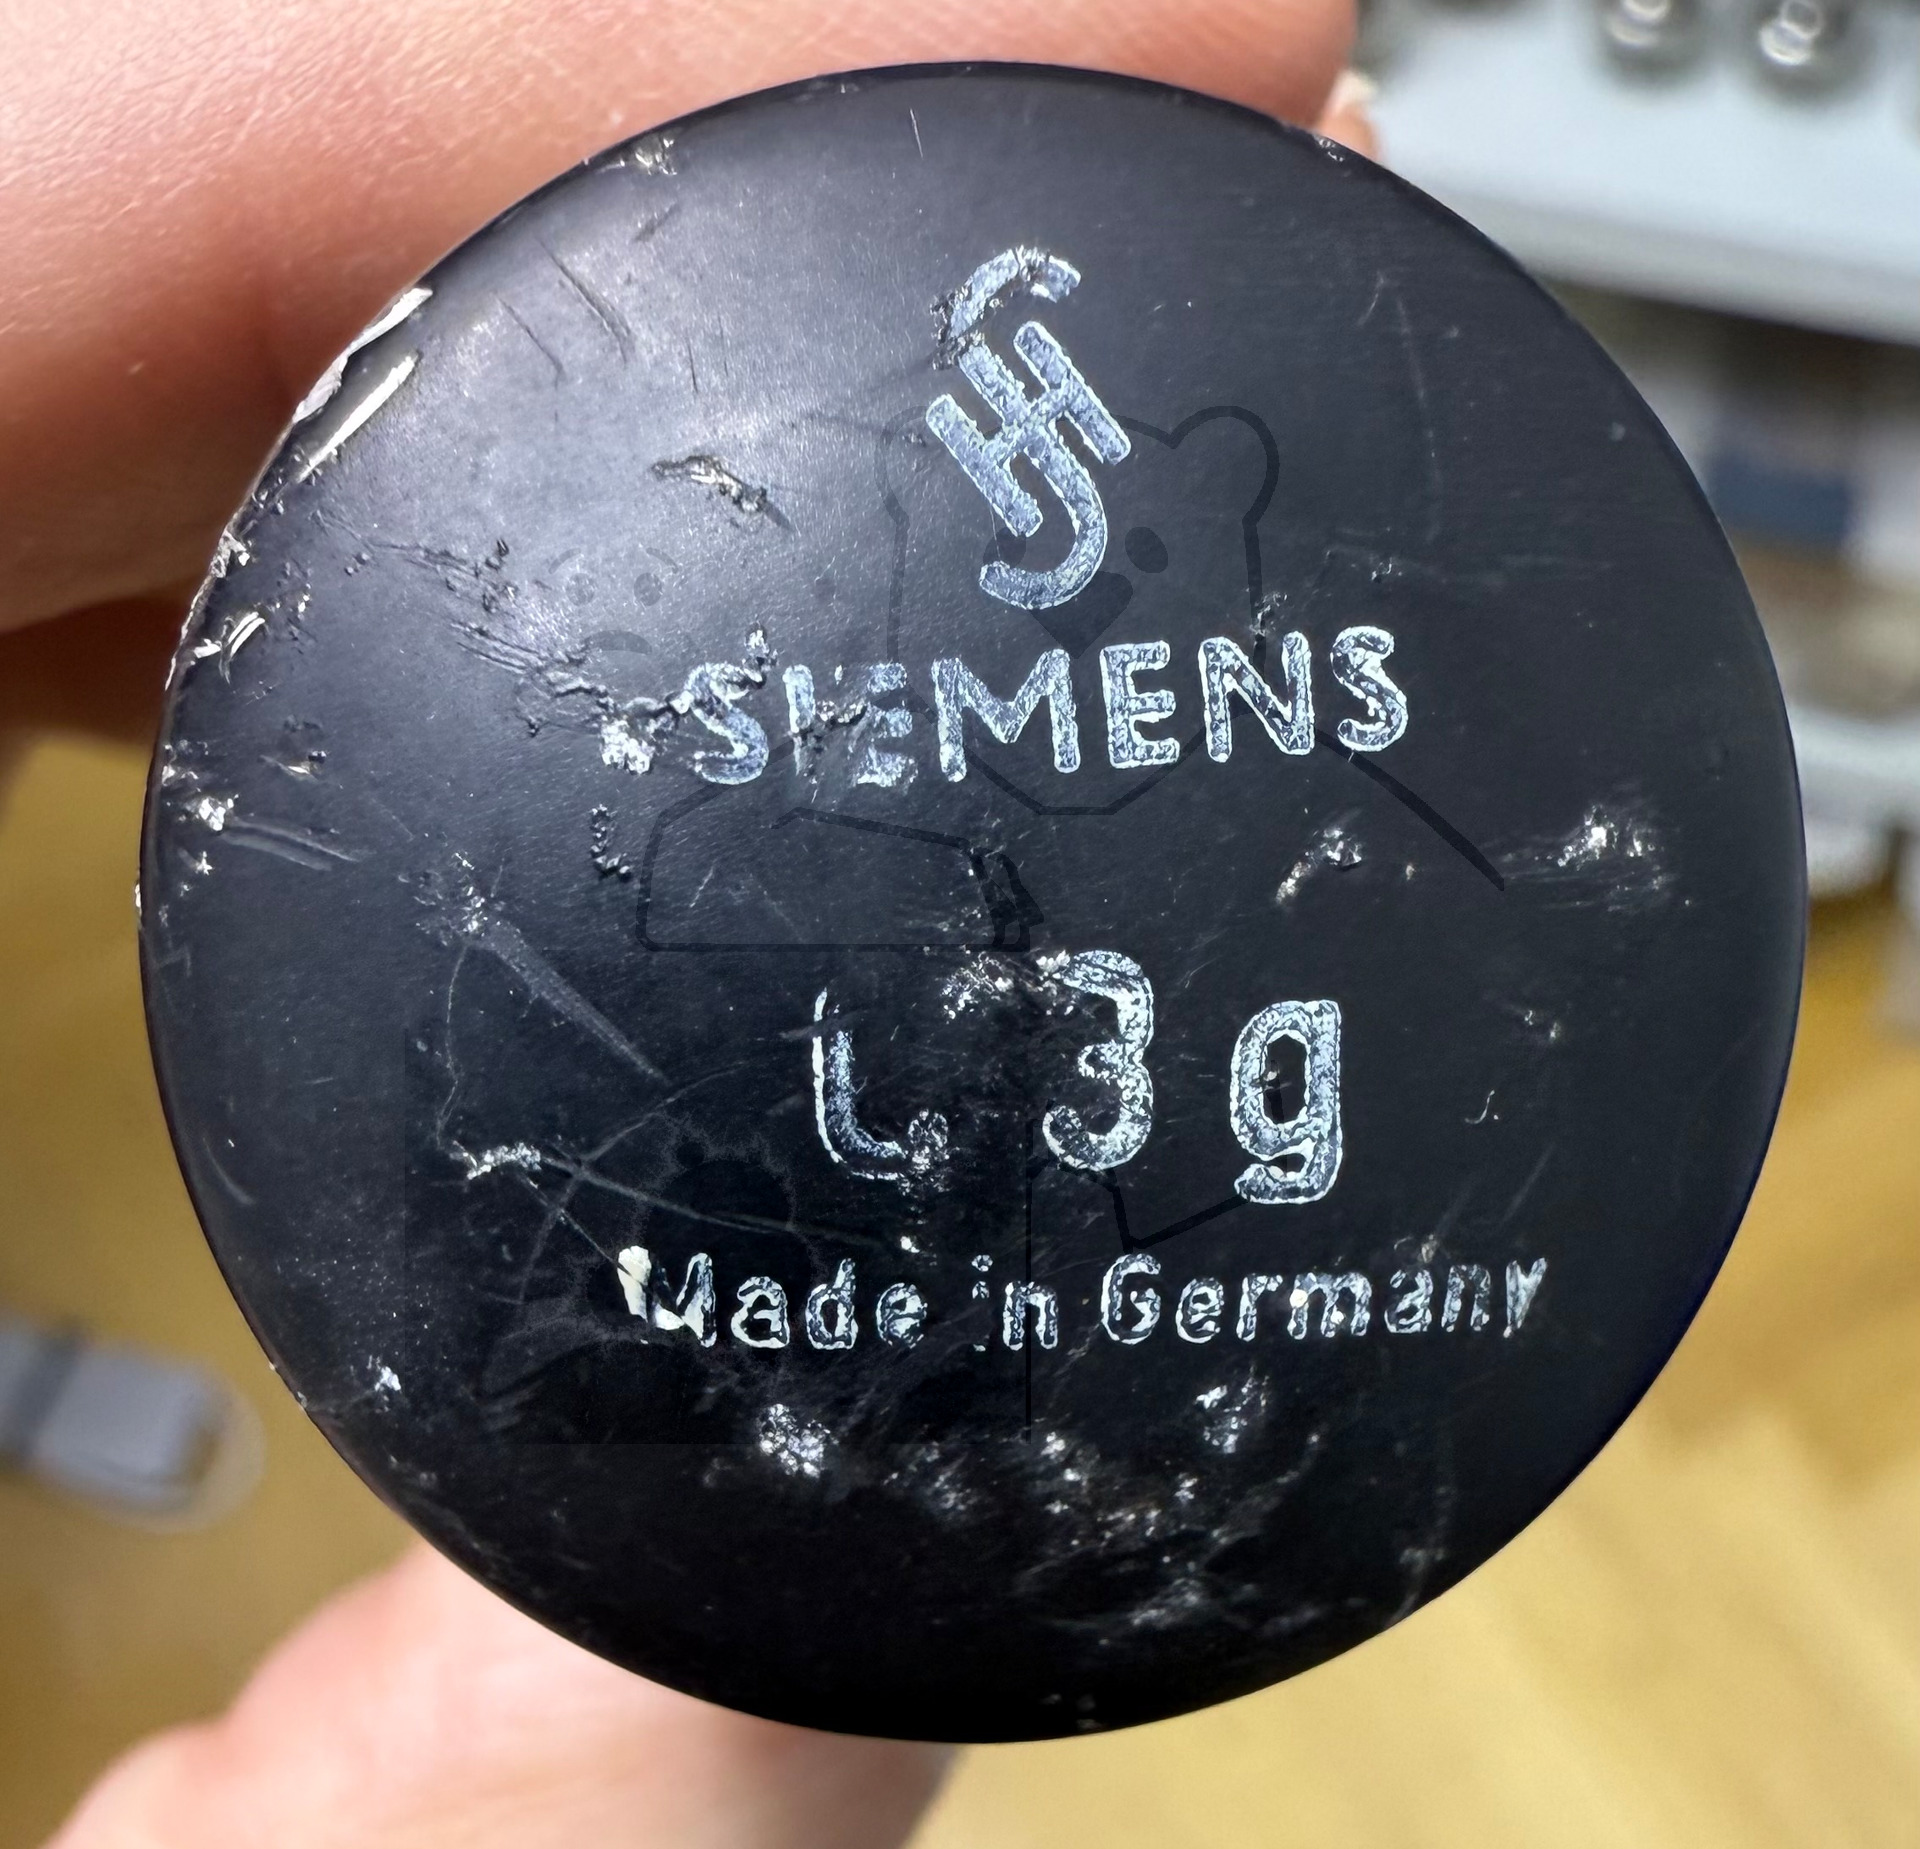 SIEMENS
C 3 g
Made in Germany